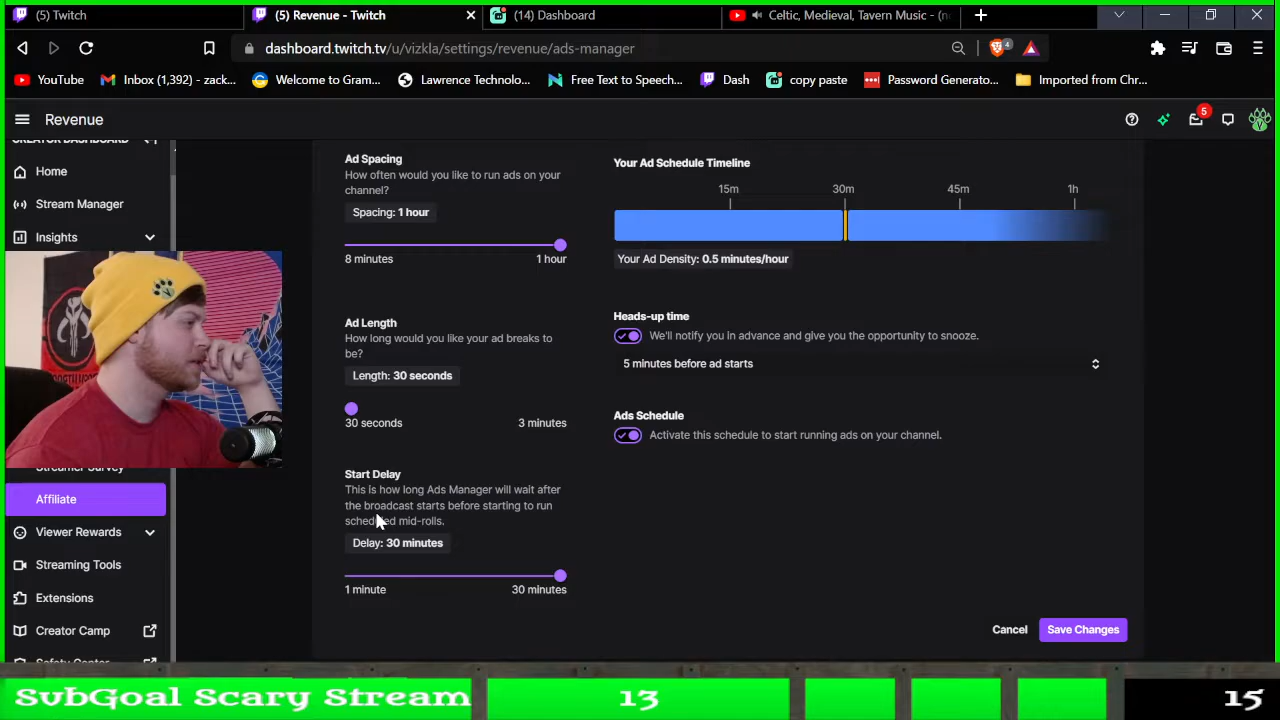 (5) Twitch
(5) Revenue - Twitch
(14) Dashboard
Celtic, Medieval, Tavern Music - (n
dashboard.twitch.tv/u/vizkla/settings/revenue/ads-manager
4
YouTube
Inbox (1,392) - zack...
Welcome to Gram...
Lawrence Technolo...
Free Text to Speech...
Dash
copy paste
Password Generato...
Imported from Chr...
Revenue
5
CREATOR DASHBOARD
Home
Stream Manager
Insights
Streamer Survey
Affiliate
Viewer Rewards
Streaming Tools
Extensions
Creator Camp
Safety Center
Ad Spacing
How often would you like to run ads on your
channel?
Spacing: 1 hour
8 minutes
1 hour
Ad Length
How long would you like your ad breaks to
be?
Length: 30 seconds
30 seconds
3 minutes
Start Delay
This is how long Ads Manager will wait after
the broadcast starts before starting to run
scheduled mid-rolls.
Delay: 30 minutes
1 minute
30 minutes
Your Ad Schedule Timeline
15m
30m
45m
1h
Your Ad Density: 0.5 minutes/hour
Heads-up time
We'll notify you in advance and give you the opportunity to snooze.
5 minutes before ad starts
Ads Schedule
Activate this schedule to start running ads on your channel.
Cancel
Save Changes
SubGoal Scary Stream
13
15